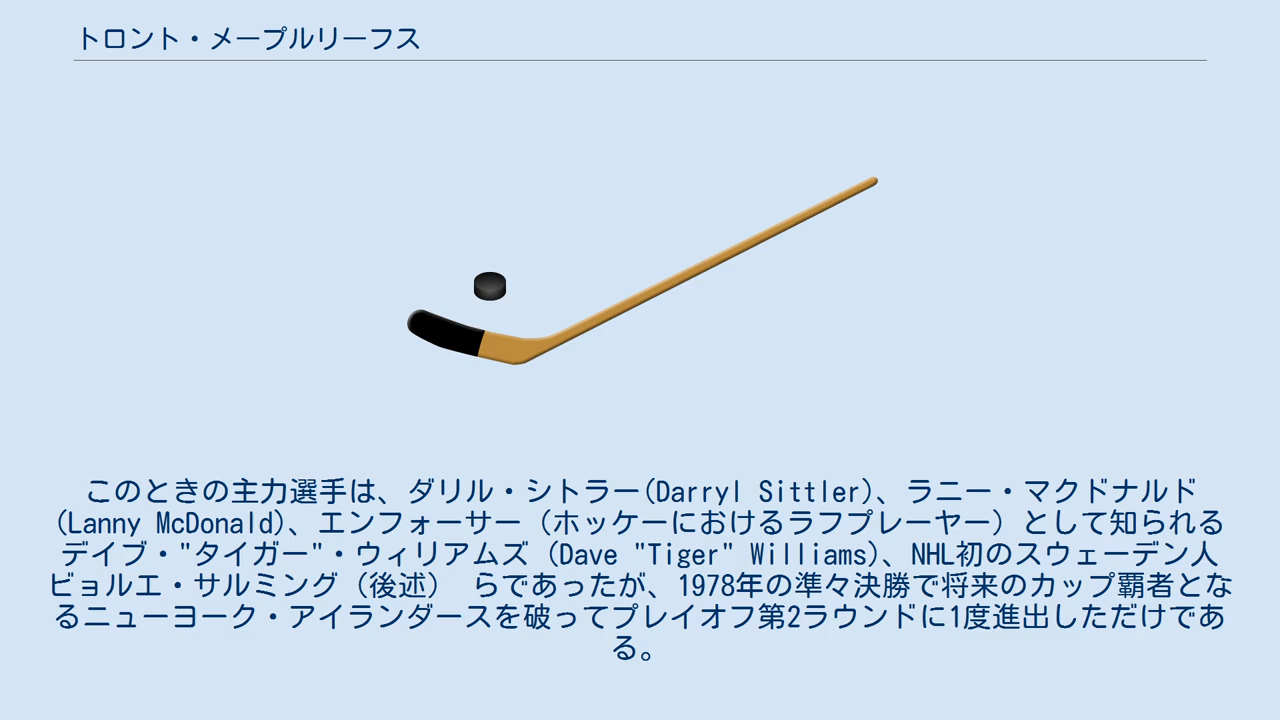 トロント・メープルリーフス
このときの主力選手は、ダリル・シトラー(Darryl Sittler)、ラニー・マクドナルド
(Lanny McDonald)、エンフォーサー（ホッケーにおけるラフプレーヤー）として知られる
デイブ・"タイガー"・ウィリアムズ（Dave "Tiger" Williams)、NHL初のスウェーデン人
ビョルエ・サルミング（後述）　らであったが、1978年の準々決勝で将来のカップ覇者とな
るニューヨーク・アイランダースを破ってプレイオフ第2ラウンドに1度進出しただけであ
る。